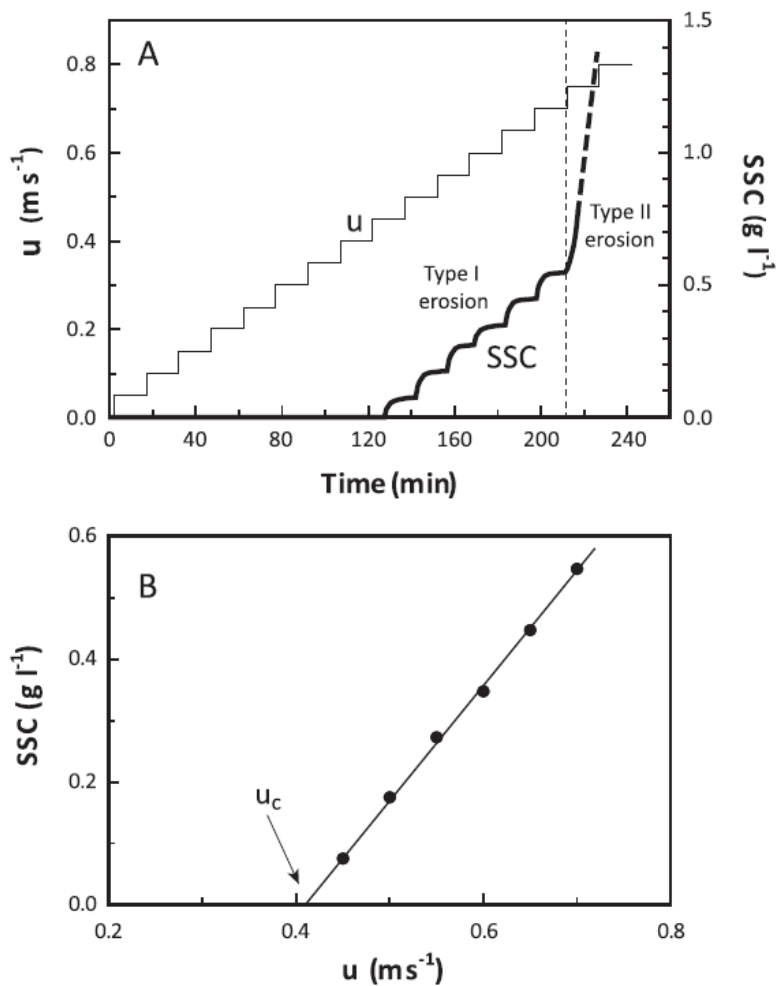 A
1.5
0.8
0.6
1.0
u
Type II
erosion
0.4
Type I
erosion
0.5
0.2
SSC
0.0
0.0
0 40 80 120 160 200 240
u (m s⁻¹)
SSC (g l⁻¹)
Time (min)
B
0.6
0.4
0.2
u_c
0.0
0.2 0.4 0.6 0.8
SSC (g l⁻¹)
u (m s⁻¹)